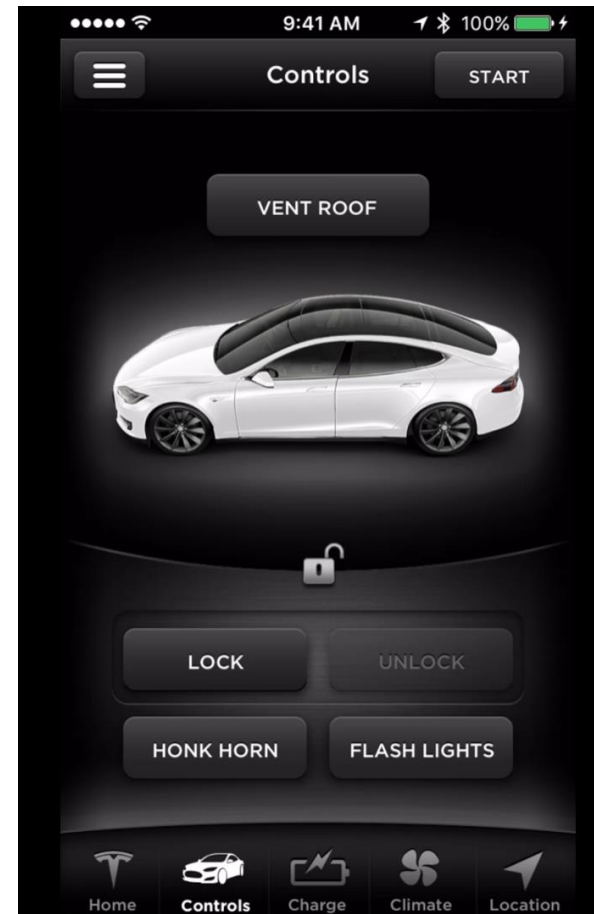 9:41 AM 100%
Controls START
VENT ROOF
LOCK UNLOCK
HONK HORN FLASH LIGHTS
Home Controls Charge Climate Location